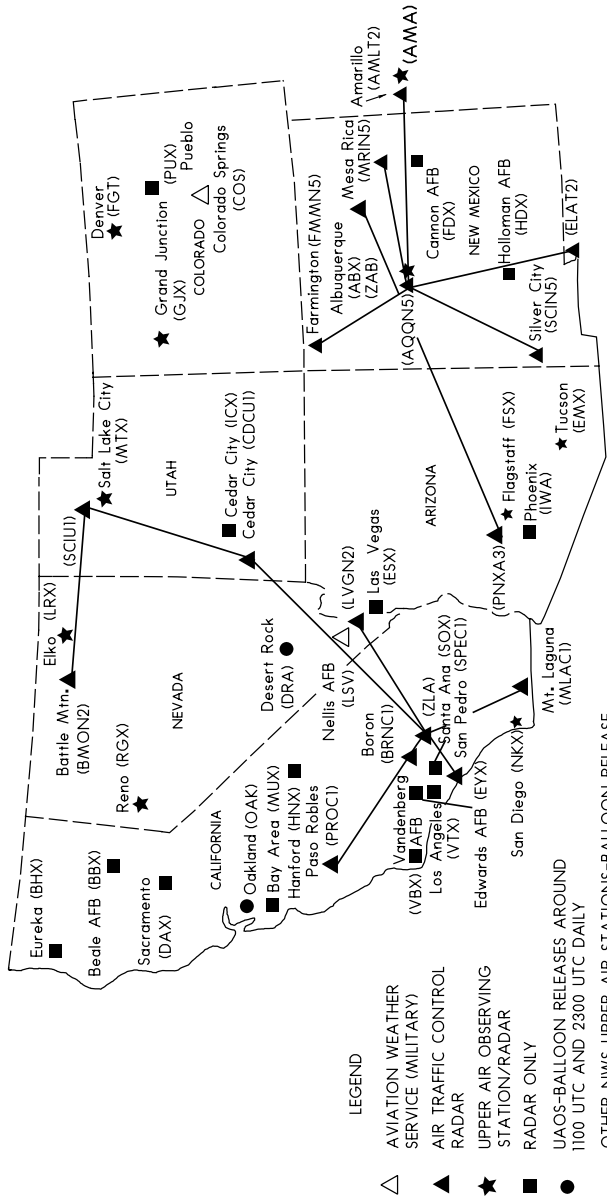 Eureka (BHX)
Beale AFB (BBX)
Sacramento
(DAX)
CALIFORNIA
Oakland (OAK)
Bay Area (MUX)
Hanford (HNX)
Paso Robles
(PROC1)
Reno (RGX)
NEVADA
Battle Mtn.
(BMON2)
Elko (LRX)
Desert Rock
(DRA)
Nellis AFB
(LSV)
Boron
(BRNC1)
Vandenberg
AFB
(VBX)
Los Angeles
(VTX)
Edwards AFB (EYX)
(ZLA)
Santa Ana (SOX)
San Pedro (SPEC1)
San Diego (NKX)
Mt. Laguna
(MLAC1)
(LVGN2)
Las Vegas
(ESX)
(SCIU1)
Salt Lake City
(MTX)
UTAH
Cedar City (ICX)
Cedar City (CDCU1)
ARIZONA
(PNXA3)
Flagstaff (FSX)
Phoenix
(IWA)
Tucson
(EMX)
Denver
(FGT)
Grand Junction
(GJX)
(PUX)
Pueblo
COLORADO
Colorado Springs
(COS)
Farmington (FMMN5)
Albuquerque
(ABX)
(ZAB)
(AQQN5)
Mesa Rica
(MRIN5)
Amarillo
(AMLT2)
(AMA)
Cannon AFB
(FDX)
NEW MEXICO
Holloman AFB
(HDX)
Silver City
(SCIN5)
(ELAT2)
LEGEND
AVIATION WEATHER
SERVICE (MILITARY)
AIR TRAFFIC CONTROL
RADAR
UPPER AIR OBSERVING
STATION/RADAR
RADAR ONLY
UAOS-BALLOON RELEASES AROUND
1100 UTC AND 2300 UTC DAILY
OTHER NWS UPPER AIR STATIONS-BALLOON RELEASE